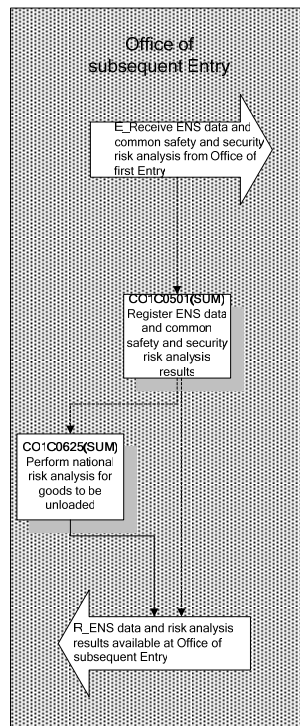 Office of
subsequent Entry
E_Receive ENS data and
common safety and security
risk analysis from Office of
first Entry
CO1C0501(SUM)
Register ENS data
and common
safety and security
risk analysis
results
CO1C0625(SUM)
Perform national
risk analysis for
goods to be
unloaded
R_ENS data and risk analysis
results available at Office of
subsequent Entry